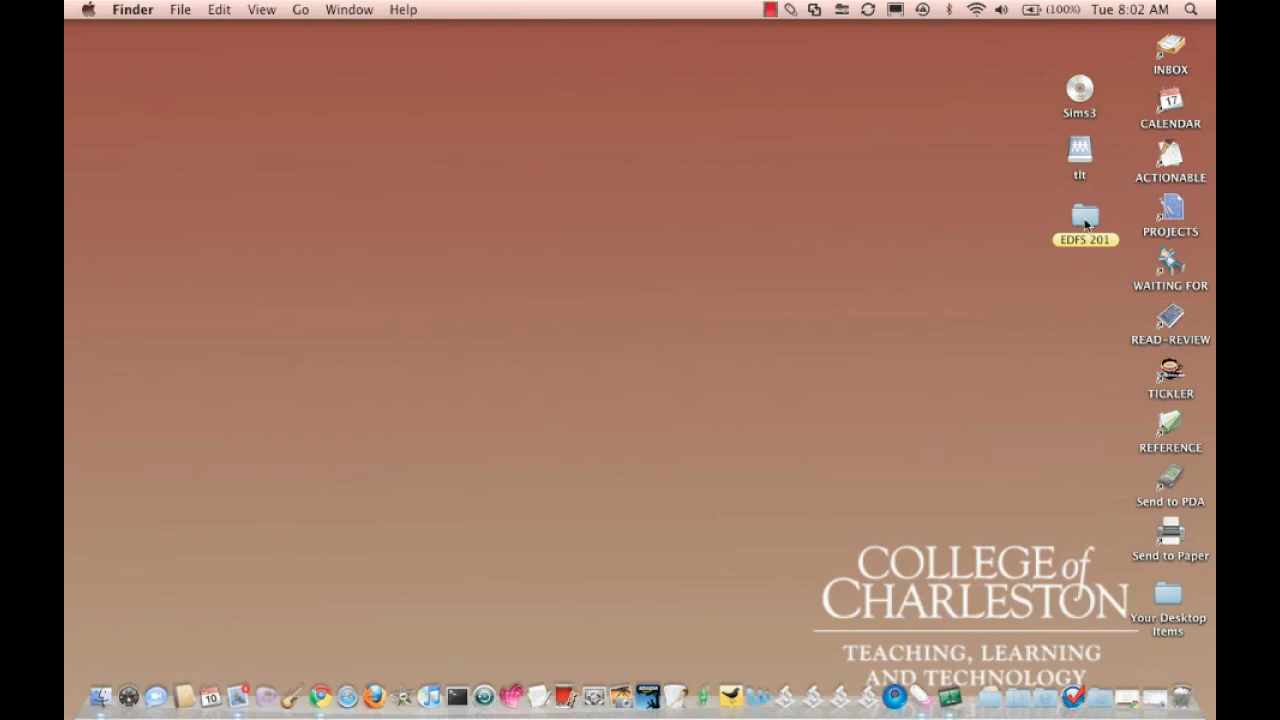 Finder File Edit View Go Window Help (100%) Tue 8:02 AM
INBOX
Sims3
17
CALENDAR
tlt
ACTIONABLE
PROJECTS
EDFS 201
WAITING FOR
READ-REVIEW
TICKLER
REFERENCE
Send to PDA
Send to Paper
Your Desktop
Items
COLLEGE of
CHARLESTON
TEACHING, LEARNING
AND TECHNOLOGY
10